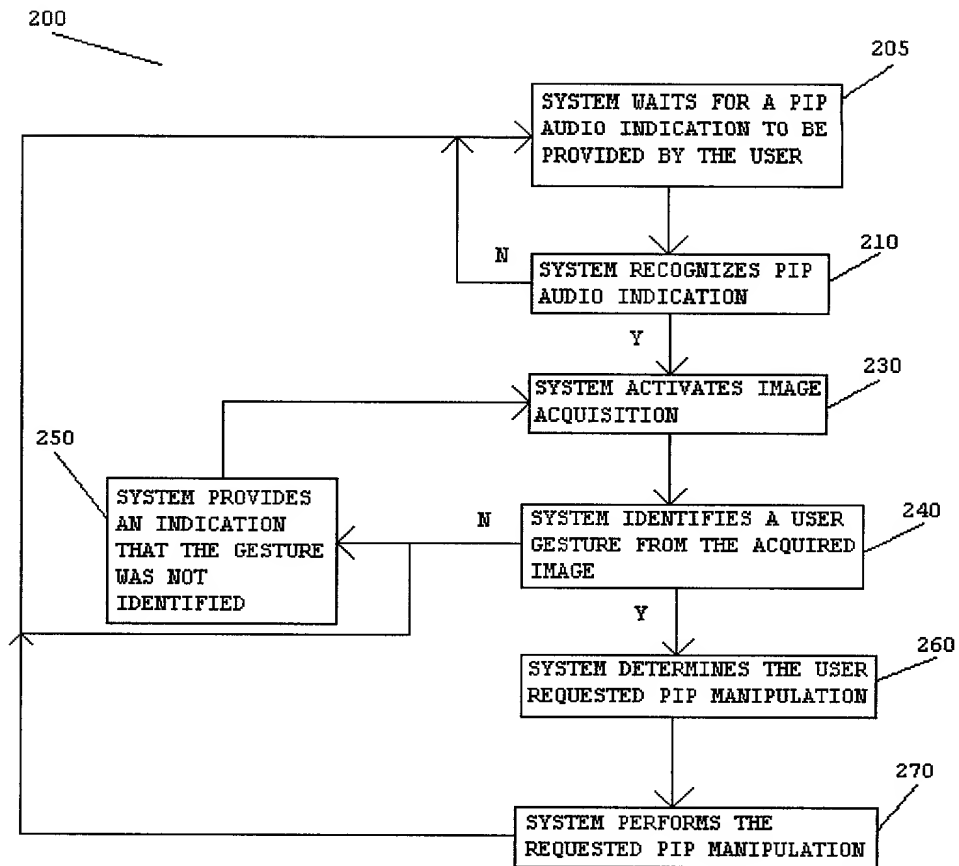 200
205
SYSTEM WAITS FOR A PIP
AUDIO INDICATION TO BE
PROVIDED BY THE USER
N
210
SYSTEM RECOGNIZES PIP
AUDIO INDICATION
Y
230
SYSTEM ACTIVATES IMAGE
ACQUISITION
250
SYSTEM PROVIDES
AN INDICATION
THAT THE GESTURE
WAS NOT
IDENTIFIED
N
240
SYSTEM IDENTIFIES A USER
GESTURE FROM THE ACQUIRED
IMAGE
Y
260
SYSTEM DETERMINES THE USER
REQUESTED PIP MANIPULATION
270
SYSTEM PERFORMS THE
REQUESTED PIP MANIPULATION